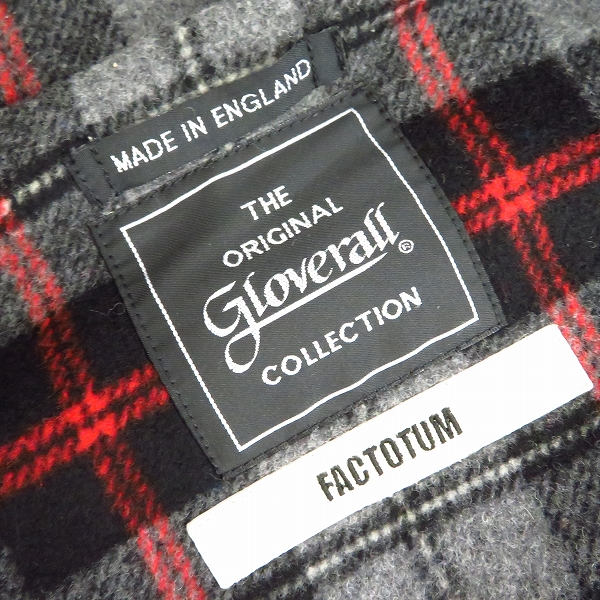 MADE IN ENGLAND
THE
ORIGINAL
Gloverall®
COLLECTION
FACTOTUM